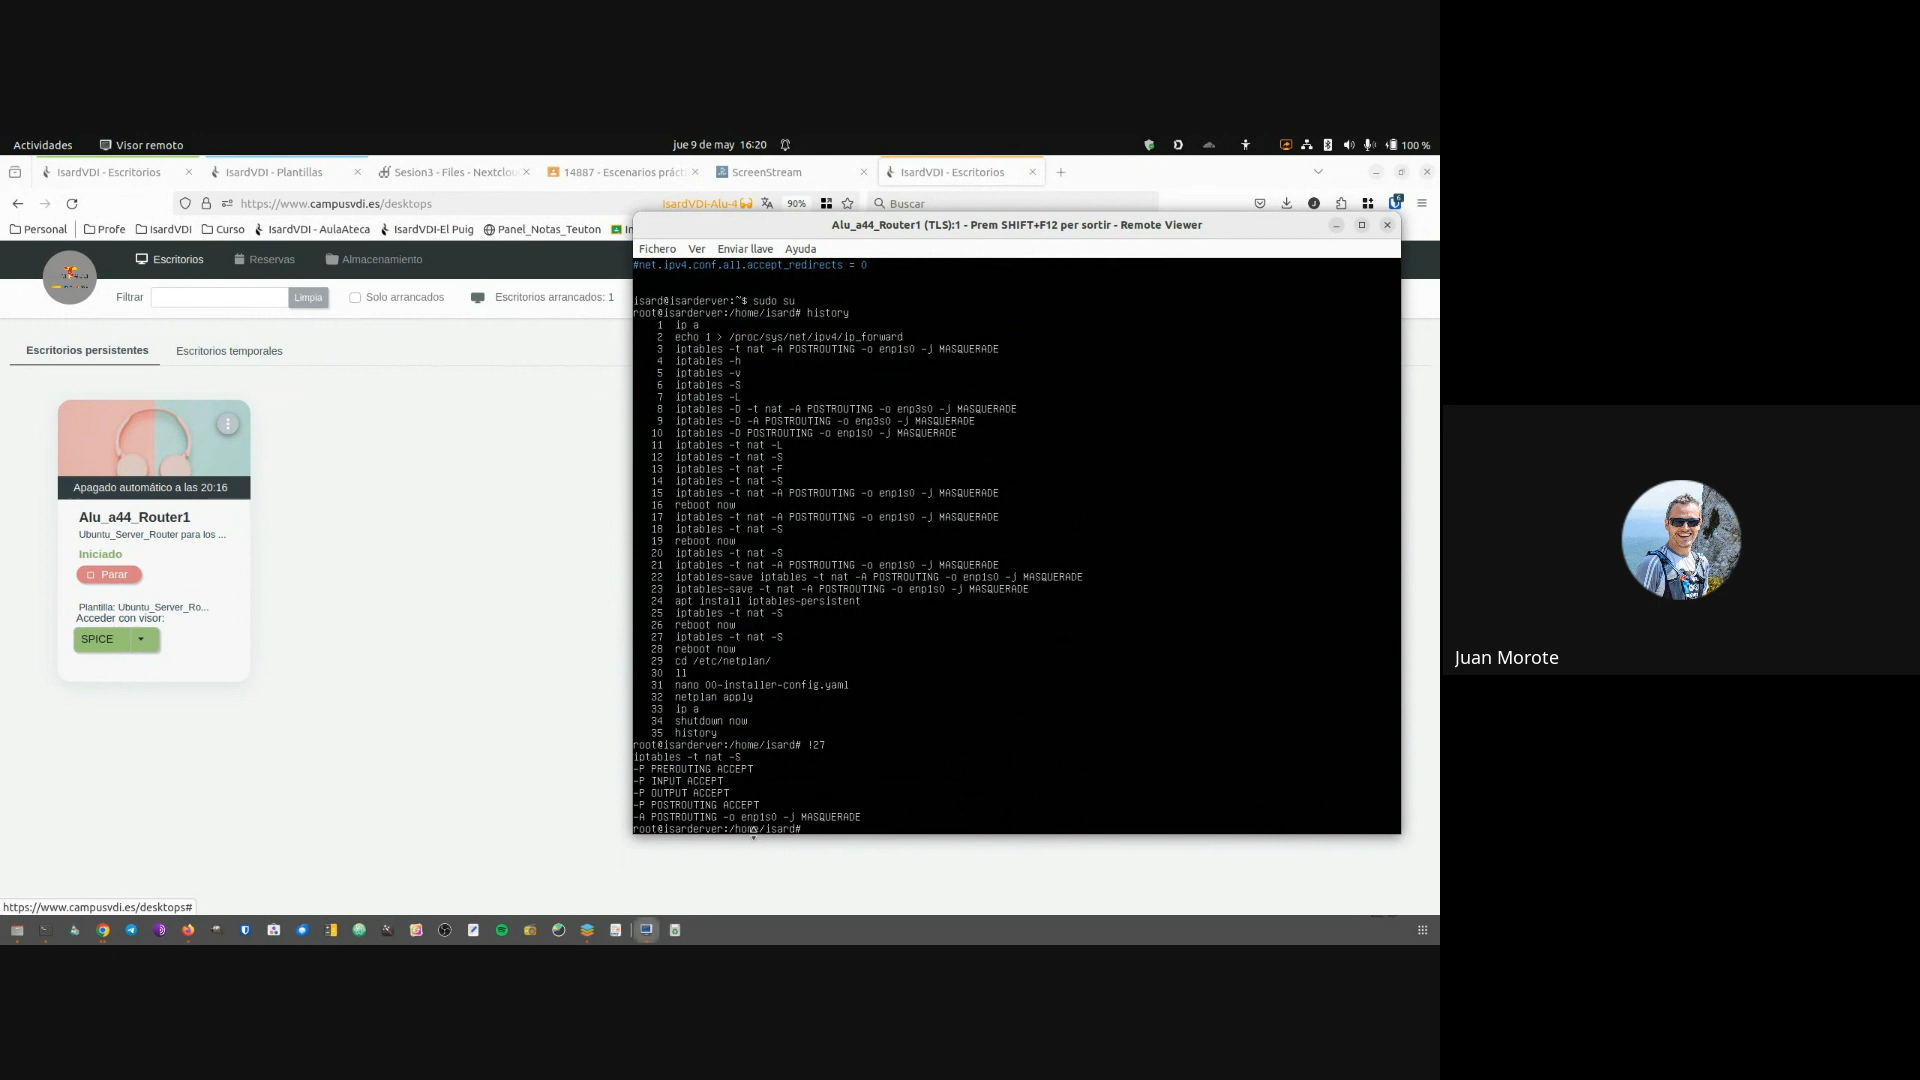 Actividades
Visor remoto
jue 9 de may 16:20
100 %
IsardVDI - Escritorios
IsardVDI - Plantillas
Sesion3 - Files - Nextclou
14887 - Escenarios práct
ScreenStream
IsardVDI - Escritorios
https://www.campusvdi.es/desktops
IsardVDI-Alu-4
90%
Buscar
Personal
Profe
IsardVDI
Curso
IsardVDI - AulaAteca
IsardVDI-El Puig
Panel_Notas_Teuton
Escritorios
Reservas
Almacenamiento
Filtrar
Limpia
Solo arrancados
Escritorios arrancados: 1
Escritorios persistentes
Escritorios temporales
Apagado automático a las 20:16
Alu_a44_Router1
Ubuntu_Server_Router para los ...
Iniciado
Parar
Plantilla: Ubuntu_Server_Ro...
Acceder con visor:
SPICE
https://www.campusvdi.es/desktops#
Alu_a44_Router1 (TLS):1 - Prem SHIFT+F12 per sortir - Remote Viewer
Fichero Ver Enviar llave Ayuda
#net.ipv4.conf.all.accept_redirects = 0
isard@isarderver:~$ sudo su
root@isarderver:/home/isard# history
1 ip a
2 echo 1 > /proc/sys/net/ipv4/ip_forward
3 iptables -t nat -A POSTROUTING -o enp1s0 -j MASQUERADE
4 iptables -h
5 iptables -v
6 iptables -S
7 iptables -L
8 iptables -D -t nat -A POSTROUTING -o enp3s0 -j MASQUERADE
9 iptables -D -A POSTROUTING -o enp3s0 -j MASQUERADE
10 iptables -D POSTROUTING -o enp1s0 -j MASQUERADE
11 iptables -t nat -L
12 iptables -t nat -S
13 iptables -t nat -F
14 iptables -t nat -S
15 iptables -t nat -A POSTROUTING -o enp1s0 -j MASQUERADE
16 reboot now
17 iptables -t nat -A POSTROUTING -o enp1s0 -j MASQUERADE
18 iptables -t nat -S
19 reboot now
20 iptables -t nat -S
21 iptables -t nat -A POSTROUTING -o enp1s0 -j MASQUERADE
22 iptables-save iptables -t nat -A POSTROUTING -o enp1s0 -j MASQUERADE
23 iptables-save -t nat -A POSTROUTING -o enp1s0 -j MASQUERADE
24 apt install iptables-persistent
25 iptables -t nat -S
26 reboot now
27 iptables -t nat -S
28 reboot now
29 cd /etc/netplan/
30 ll
31 nano 00-installer-config.yaml
32 netplan apply
33 ip a
34 shutdown now
35 history
root@isarderver:/home/isard# !27
iptables -t nat -S
-P PREROUTING ACCEPT
-P INPUT ACCEPT
-P OUTPUT ACCEPT
-P POSTROUTING ACCEPT
-A POSTROUTING -o enp1s0 -j MASQUERADE
root@isarderver:/home/isard#
Juan Morote